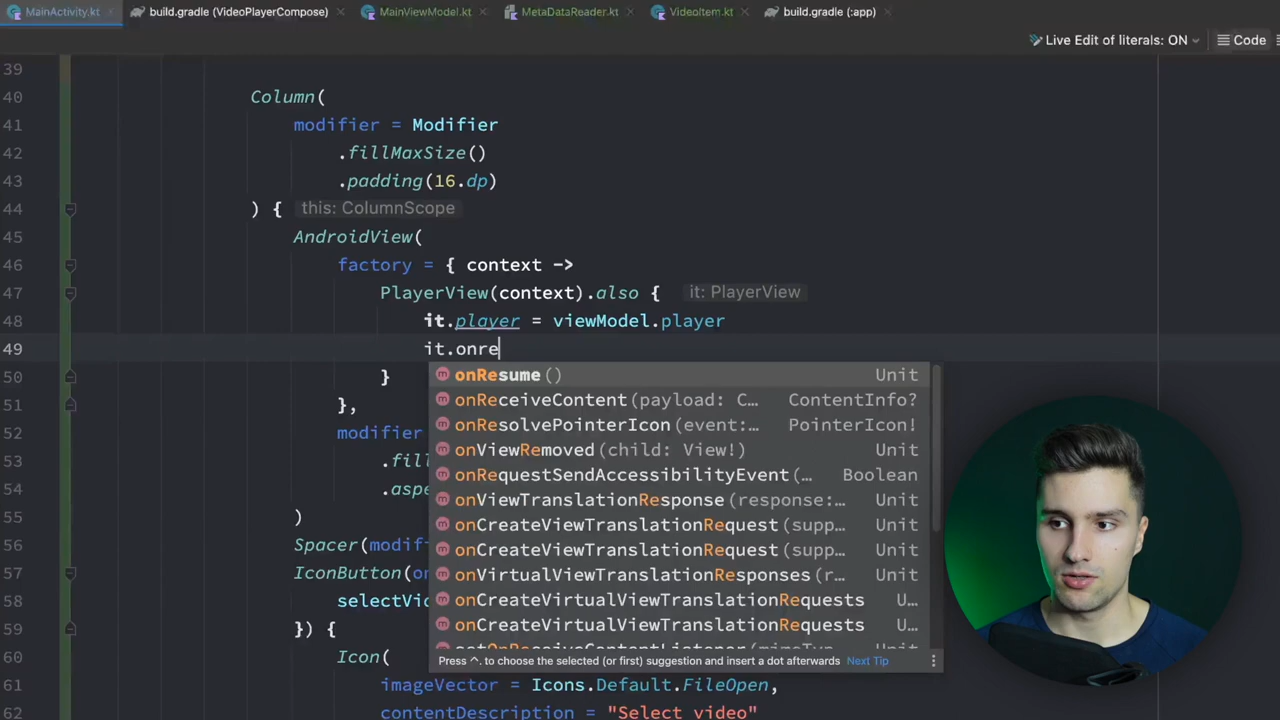 MainActivity.kt
build.gradle (VideoPlayerCompose)
MainViewModel.kt
MetaDataReader.kt
VideoItem.kt
build.gradle (:app)
Live Edit of literals: ON
Code
39
40 Column(
41 modifier = Modifier
42 .fillMaxSize()
43 .padding(16.dp)
44 ) { this: ColumnScope
45 AndroidView(
46 factory = { context ->
47 PlayerView(context).also { it: PlayerView
48 it.player = viewModel.player
49 it.onre
onResume() Unit
50 }
onReceiveContent(payload: C… ContentInfo?
51 },
onResolvePointerIcon(event:… PointerIcon!
52 modifier
onViewRemoved(child: View!) Unit
53 .fill
onRequestSendAccessibilityEvent(… Boolean
54 .aspe
onViewTranslationResponse(response:… Unit
55 )
onCreateViewTranslationRequest(supp… Unit
56 Spacer(modifi
onCreateViewTranslationRequest(supp… Unit
57 IconButton(on
onVirtualViewTranslationResponses(r… Unit
58 selectVid
onCreateVirtualViewTranslationRequests U…
59 }) {
onCreateVirtualViewTranslationRequests U…
60 Icon(
Press ^. to choose the selected (or first) suggestion and insert a dot afterwards Next Tip
61 imageVector = Icons.Default.FileOpen,
62 contentDescription = "Select video"